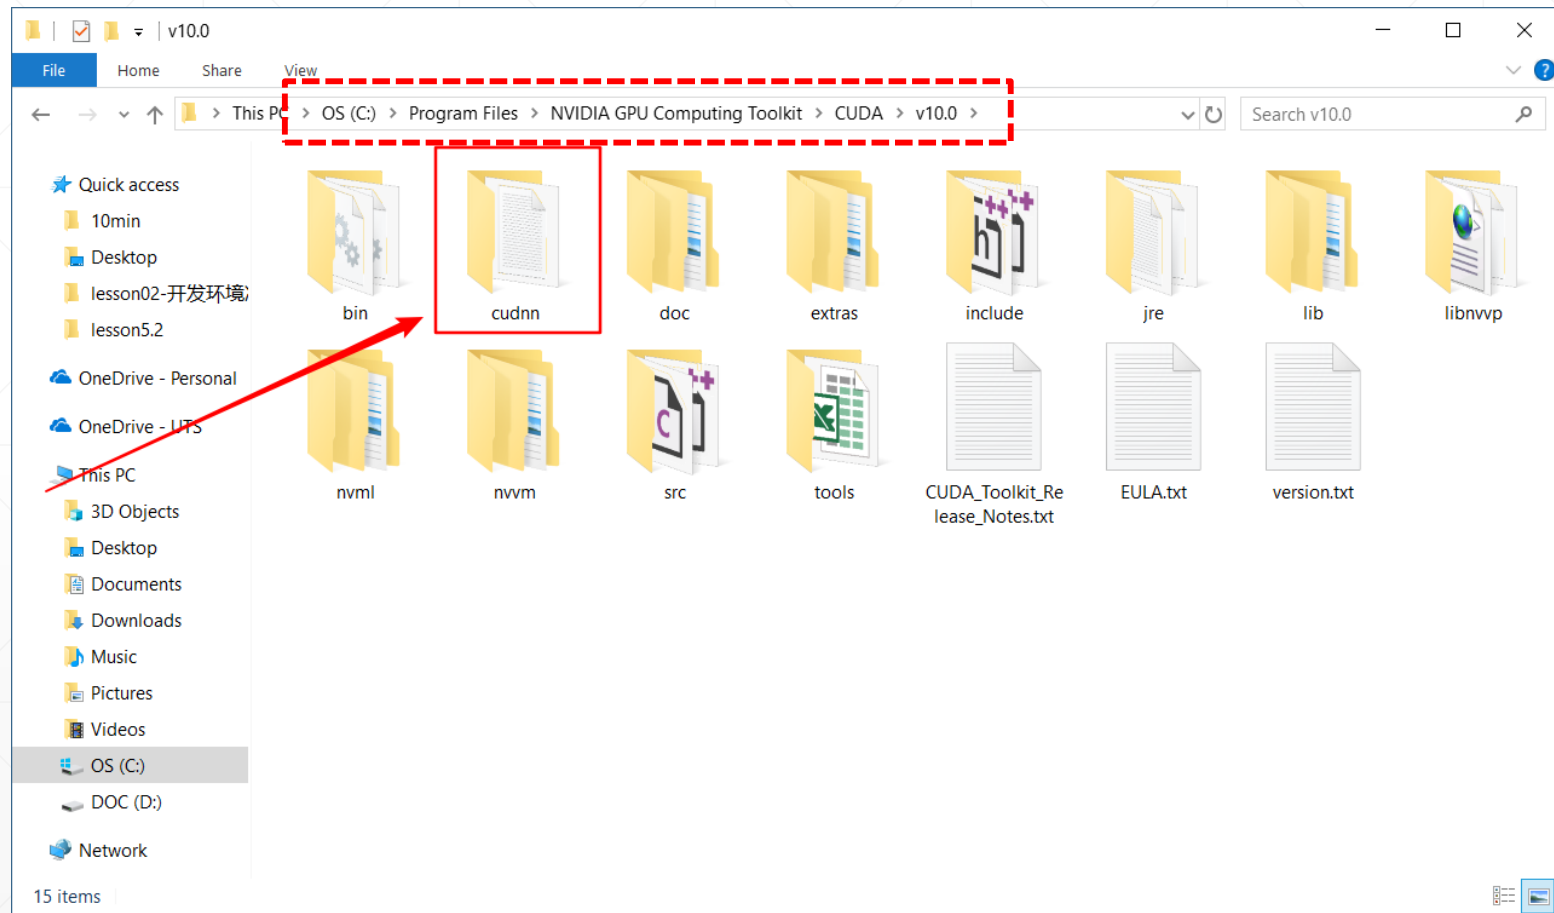 v10.0
File Home Share View
This PC > OS (C:) > Program Files > NVIDIA GPU Computing Toolkit > CUDA > v10.0 >
Search v10.0
Quick access
10min
Desktop
lesson02-开发环境
lesson5.2
OneDrive - Personal
OneDrive - UTS
This PC
3D Objects
Desktop
Documents
Downloads
Music
Pictures
Videos
OS (C:)
DOC (D:)
Network
bin cudnn doc extras include jre lib libnvvp
nvml nvvm src tools CUDA_Toolkit_Re EULA.txt version.txt
lease_Notes.txt
15 items